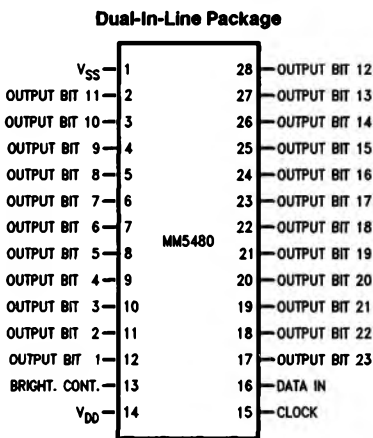 Dual-In-Line Package
V_SS 1 28 OUTPUT BIT 12
OUTPUT BIT 11 2 27 OUTPUT BIT 13
OUTPUT BIT 10 3 26 OUTPUT BIT 14
OUTPUT BIT 9 4 25 OUTPUT BIT 15
OUTPUT BIT 8 5 24 OUTPUT BIT 16
OUTPUT BIT 7 6 23 OUTPUT BIT 17
OUTPUT BIT 6 7 22 OUTPUT BIT 18
MM5480
OUTPUT BIT 5 8 21 OUTPUT BIT 19
OUTPUT BIT 4 9 20 OUTPUT BIT 20
OUTPUT BIT 3 10 19 OUTPUT BIT 21
OUTPUT BIT 2 11 18 OUTPUT BIT 22
OUTPUT BIT 1 12 17 OUTPUT BIT 23
BRIGHT. CONT. 13 16 DATA IN
V_DD 14 15 CLOCK